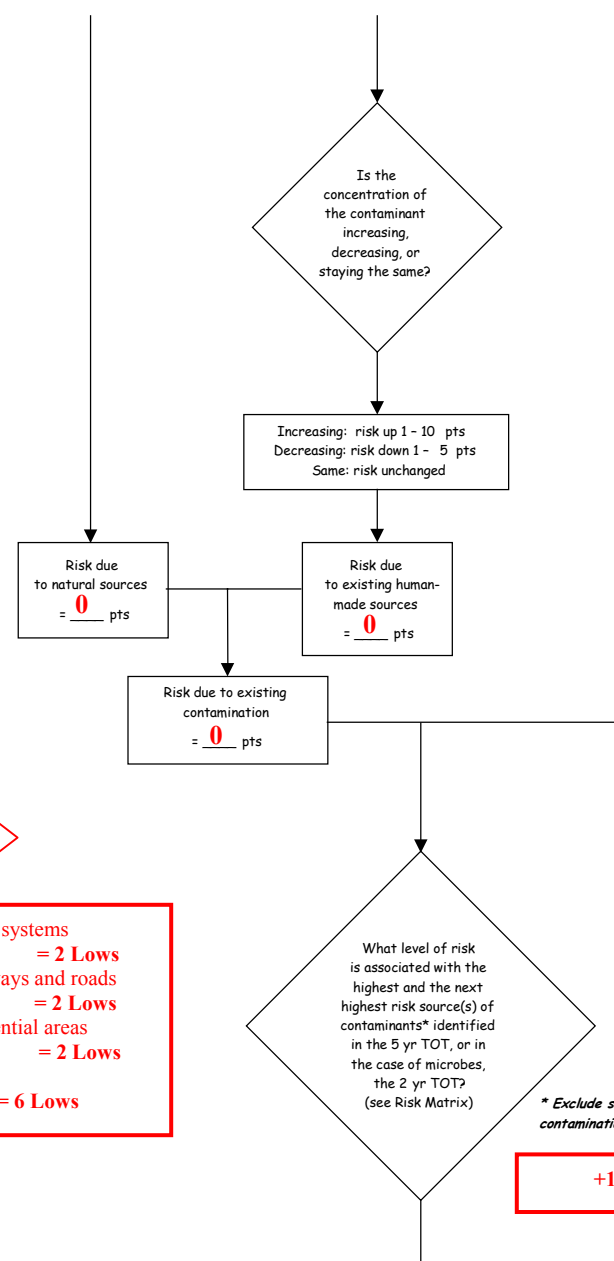 Is the
concentration of
the contaminant
increasing,
decreasing, or
staying the same?
Increasing: risk up 1 – 10 pts
Decreasing: risk down 1 – 5 pts
Same: risk unchanged
Risk due
to natural sources
= 0 pts
Risk due
to existing human-
made sources
= 0 pts
Risk due to existing
contamination
= 0 pts
systems
= 2 Lows
ays and roads
= 2 Lows
ential areas
= 2 Lows
= 6 Lows
What level of risk
is associated with the
highest and the next
highest risk source(s) of
contaminants* identified
in the 5 yr TOT, or in
the case of microbes,
the 2 yr TOT?
(see Risk Matrix)
* Exclude s
contaminati
+1